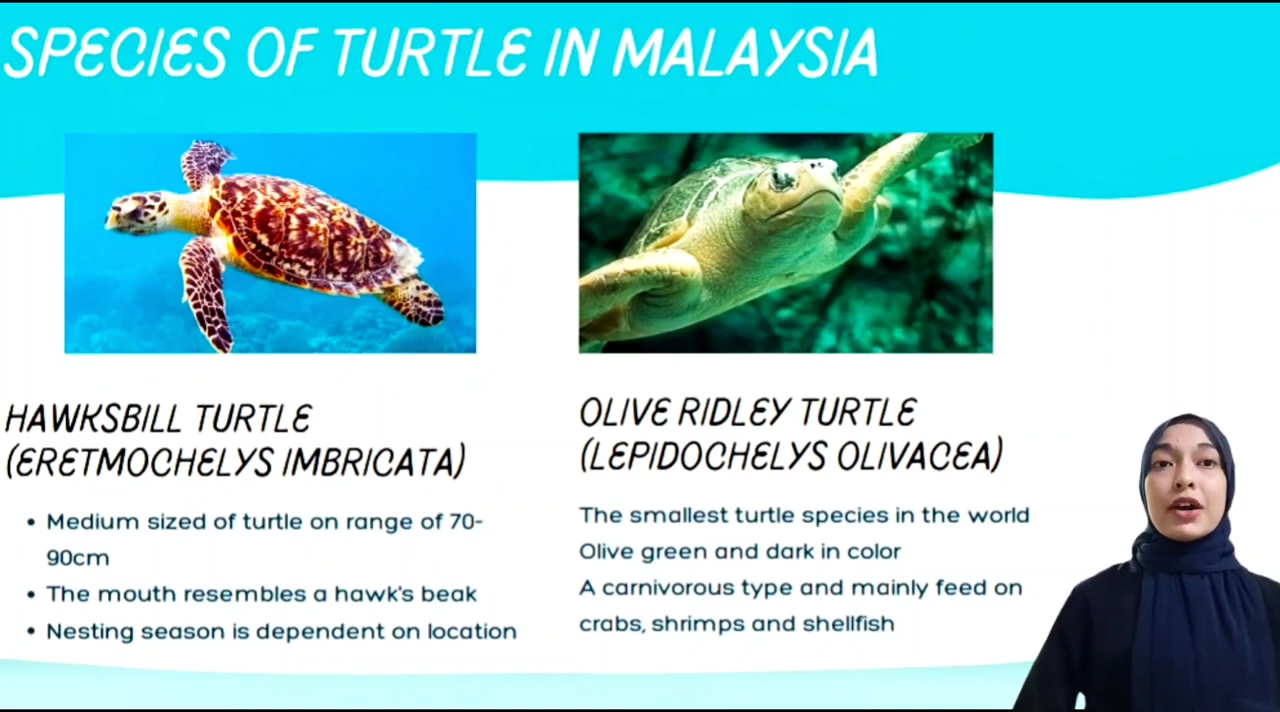 SPECIES OF TURTLE IN MALAYSIA
HAWKSBILL TURTLE
(ERETMOCHELYS IMBRICATA)
• Medium sized of turtle on range of 70-
90cm
• The mouth resembles a hawk's beak
• Nesting season is dependent on location
OLIVE RIDLEY TURTLE
(LEPIDOCHELYS OLIVACEA)
The smallest turtle species in the world
Olive green and dark in color
A carnivorous type and mainly feed on
crabs, shrimps and shellfish